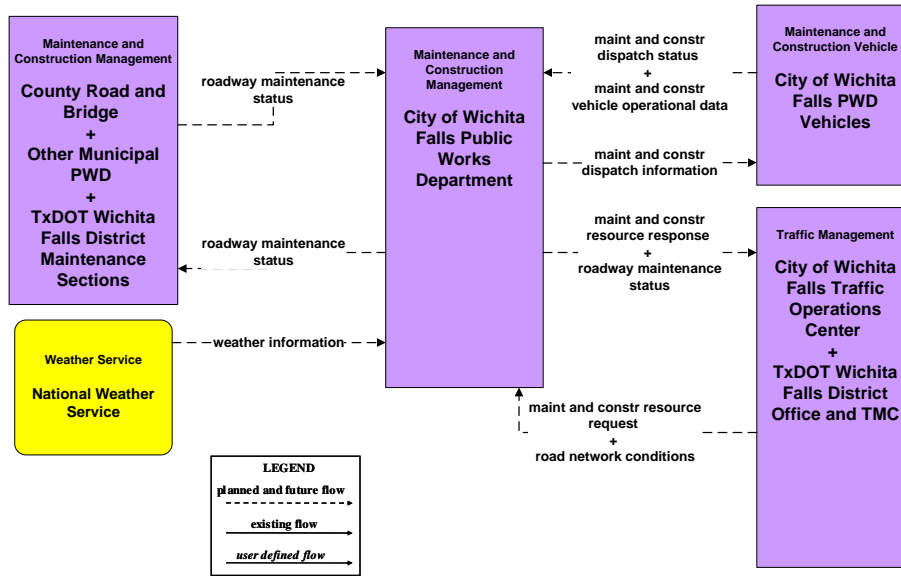 Maintenance and
Construction Management
County Road and
Bridge
+
Other Municipal
PWD
+
TxDOT Wichita
Falls District
Maintenance
Sections
roadway maintenance
status
roadway maintenance
status
Weather Service
National Weather
Service
weather information
Maintenance and
Construction
Management
City of Wichita
Falls Public
Works
Department
maint and constr
dispatch status
+
maint and constr
vehicle operational data
maint and constr
dispatch information
maint and constr
resource response
+
roadway maintenance
status
maint and constr resource
request
+
road network conditions
Maintenance and
Construction Vehicle
City of Wichita
Falls PWD
Vehicles
Traffic Management
City of Wichita
Falls Traffic
Operations
Center
+
TxDOT Wichita
Falls District
Office and TMC
LEGEND
planned and future flow
existing flow
user defined flow